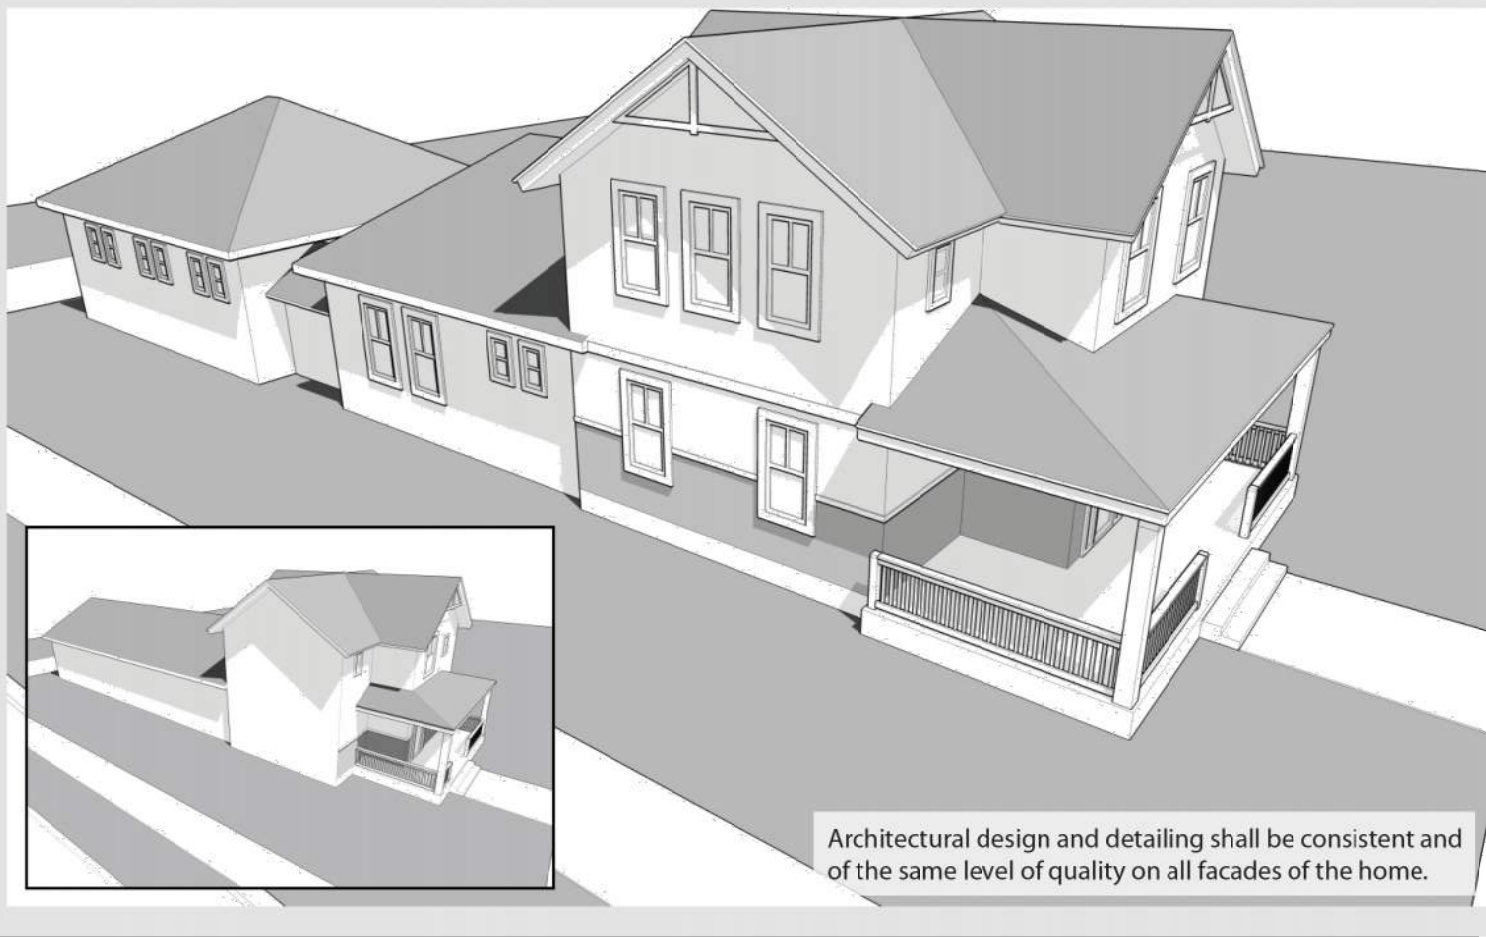 Architectural design and detailing shall be consistent and
of the same level of quality on all facades of the home.